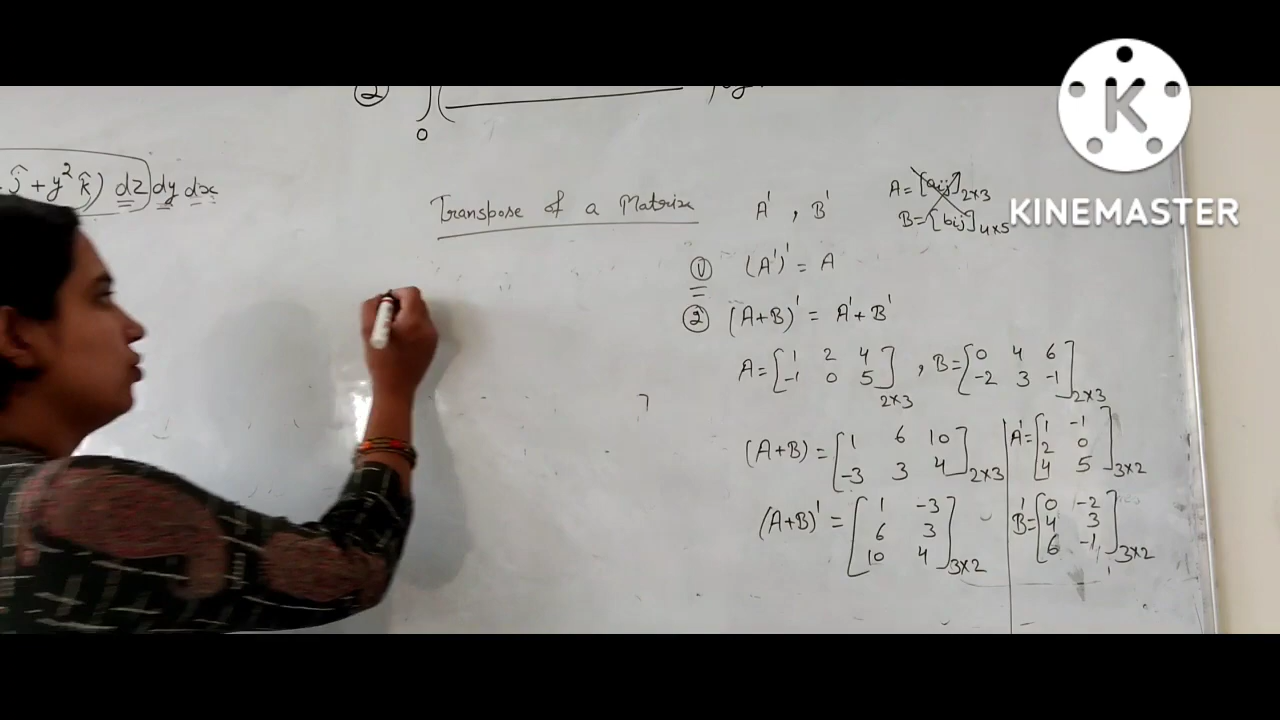 ② ∫
0
ĵ + y² k̂) dz dy dx
Transpose of a Matrix A' , B'
A = [aij]2×3
B = [bij]4×5
KINEMASTER
① (A')' = A
② (A+B)' = A' + B'
A = [1 2 4
-1 0 5]2×3 , B = [0 4 6
-2 3 -1]2×3
(A+B) = [1 6 10
-3 3 4]2×3
A' = [1 -1
2 0
4 5]3×2
(A+B)' = [1 -3
6 3
10 4]3×2
B' = [0 -2
4 3
6 -1]3×2